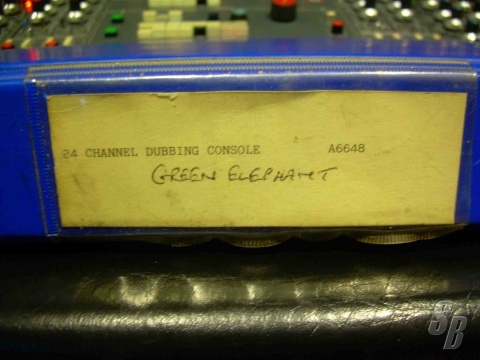 24 CHANNEL DUBBING CONSOLE A6648
GREEN ELEPHANT
SB